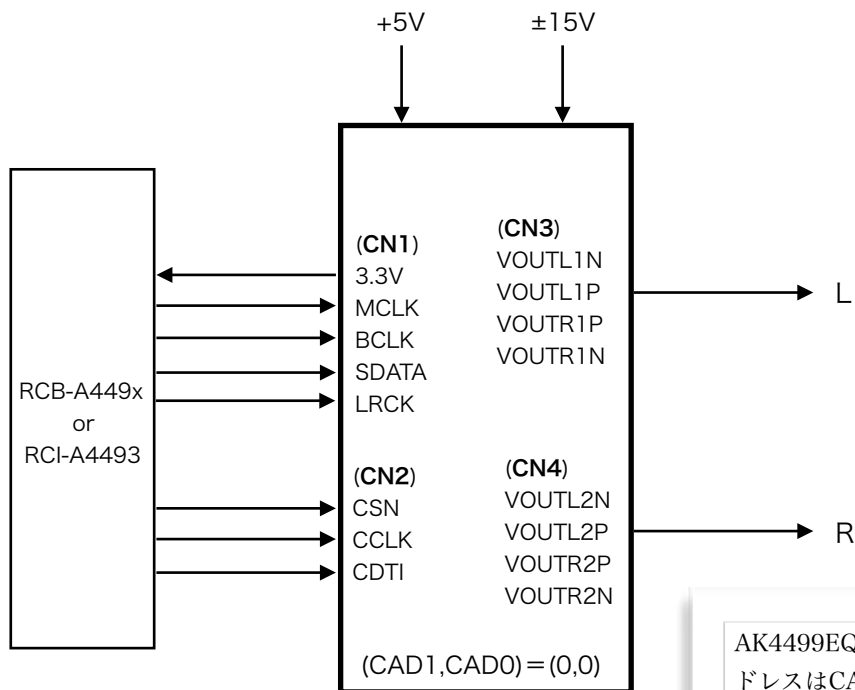 +5V
±15V
(CN1)
3.3V
MCLK
BCLK
SDATA
LRCK
(CN3)
VOUTL1N
VOUTL1P
VOUTR1P
VOUTR1N
L
RCB-A449x
or
RCI-A4493
(CN2)
CSN
CCLK
CDTI
(CN4)
VOUTL2N
VOUTL2P
VOUTR2P
VOUTR2N
R
(CAD1,CAD0)=(0,0)
AK4499EQ
ドレスはCA